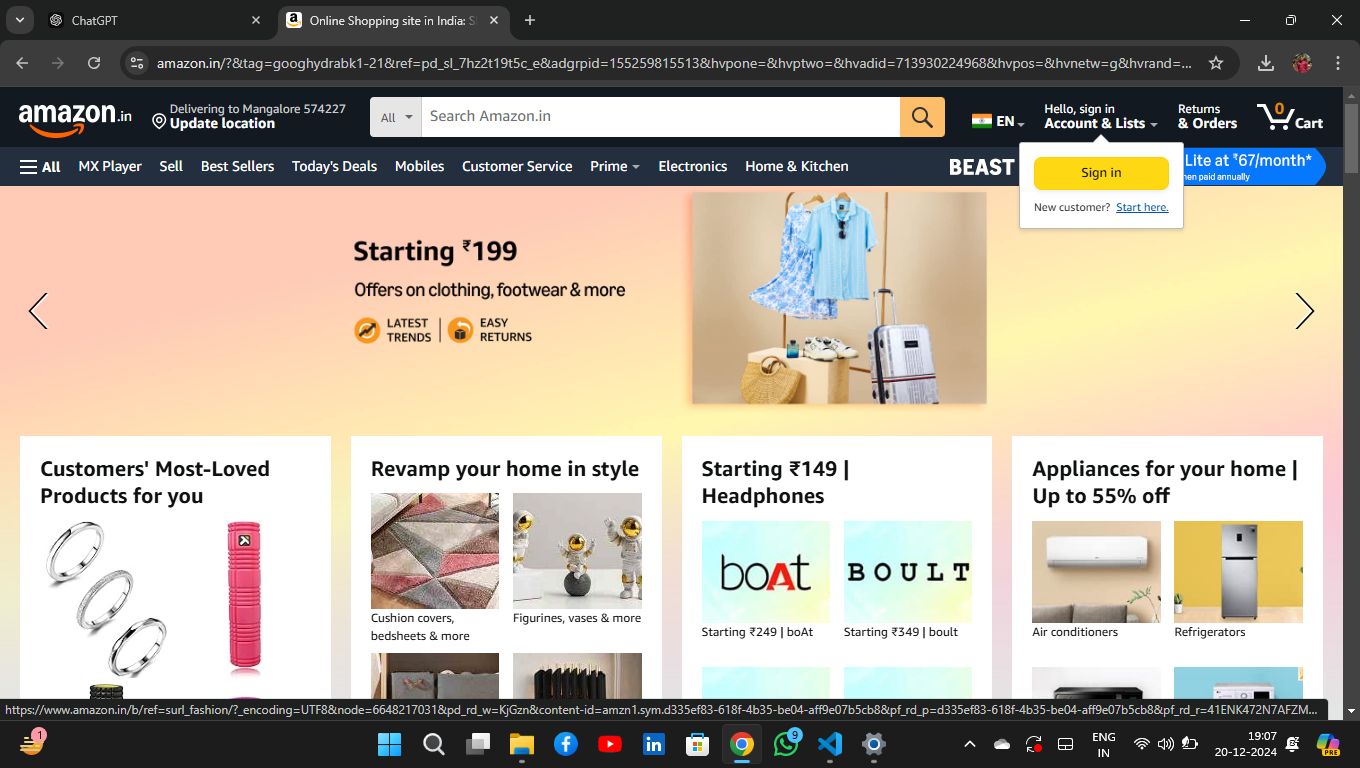 ChatGPT
Online Shopping site in India: S
amazon.in/?&tag=googhydrabk1-21&ref=pd_sl_7hz2t19t5c_e&adgrpid=155259815513&hvpone=&hvptwo=&hvadid=713930224968&hvpos=&hvnetw=g&hvrand=...
amazon.in
Delivering to Mangalore 574227
Update location
All
Search Amazon.in
EN
Hello, sign in
Account & Lists
Returns
& Orders
0
Cart
All
MX Player
Sell
Best Sellers
Today's Deals
Mobiles
Customer Service
Prime
Electronics
Home & Kitchen
BEAST
Lite at ₹67/month*
hen paid annually
Sign in
New customer? Start here.
Starting ₹199
Offers on clothing, footwear & more
LATEST
TRENDS
EASY
RETURNS
Customers' Most-Loved
Products for you
Revamp your home in style
Cushion covers,
bedsheets & more
Figurines, vases & more
Starting ₹149 |
Headphones
boAt
BOULT
Starting ₹249 | boAt
Starting ₹349 | boult
Appliances for your home |
Up to 55% off
Air conditioners
Refrigerators
https://www.amazon.in/b/ref=surl_fashion/?_encoding=UTF8&node=6648217031&pd_rd_w=KjGzn&content-id=amzn1.sym.d335ef83-618f-4b35-be04-aff9e07b5cb8&pf_rd_p=d335ef83-618f-4b35-be04-aff9e07b5cb8&pf_rd_r=41ENK472N7AFZM...
1
9
ENG
IN
19:07
20-12-2024
PRE